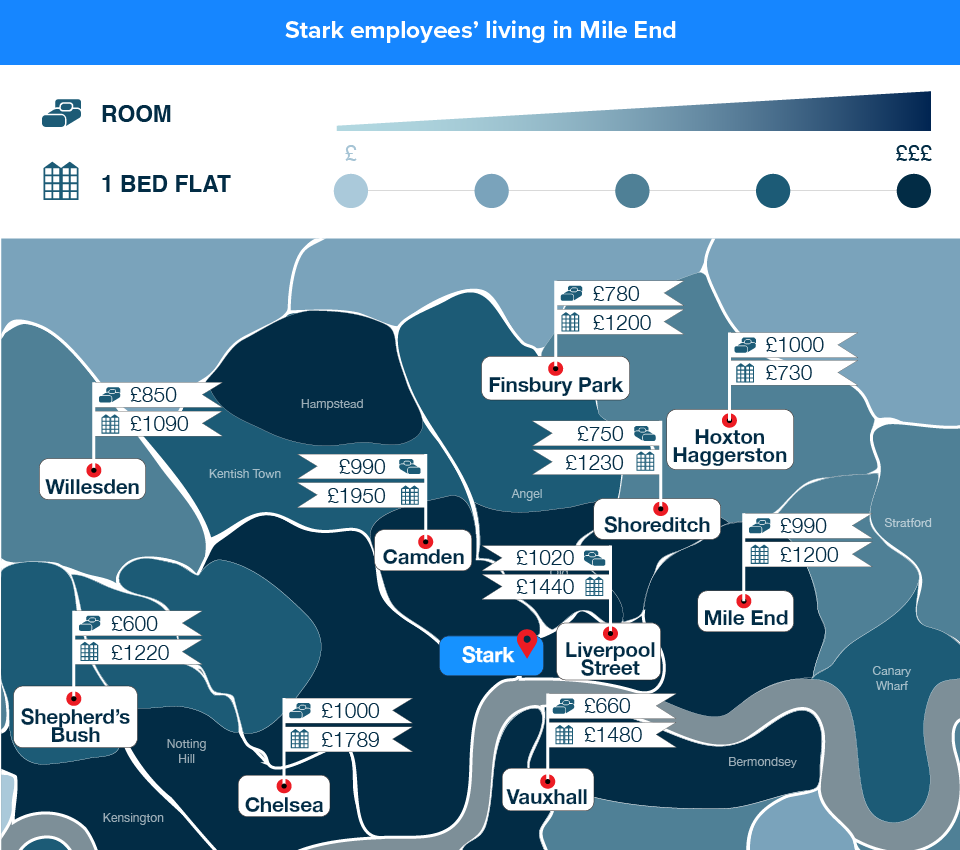 Stark employees’ living in Mile End
ROOM
£
£££
1 BED FLAT
£780
£1200
Finsbury Park
£1000
£730
Hoxton
Haggerston
£850
£1090
Willesden
Hampstead
£750
£1230
Shoreditch
Kentish Town
£990
£1950
Camden
Angel
£990
£1200
Mile End
Stratford
£1020
£1440
Liverpool
Street
Stark
£600
£1220
Shepherd’s
Bush
Canary
Wharf
£1000
£1789
Chelsea
£660
£1480
Vauxhall
Notting
Hill
Bermondsey
Kensington